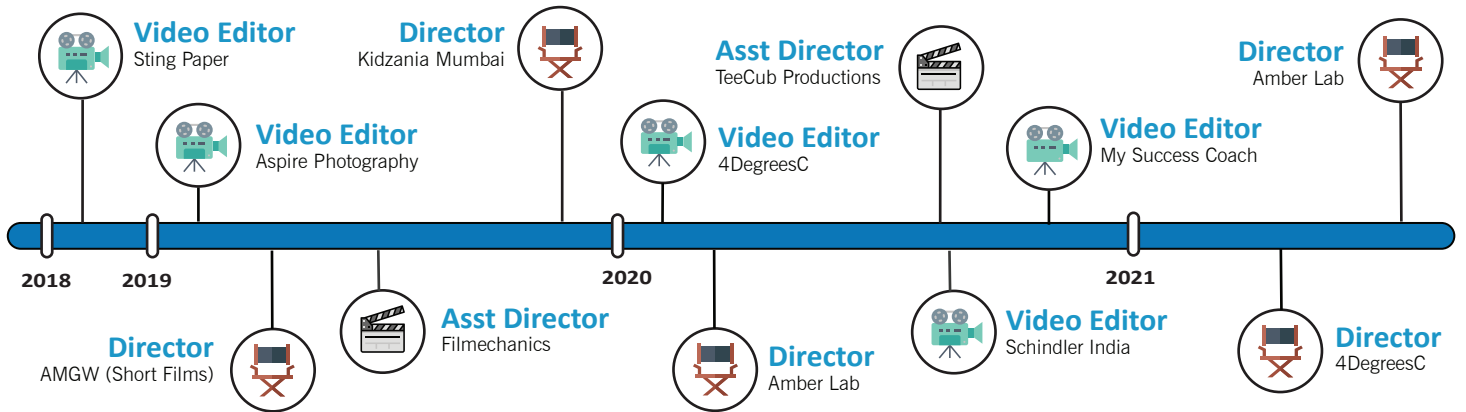 Video Editor
Sting Paper
Video Editor
Aspire Photography
Director
Kidzania Mumbai
Video Editor
4DegreesC
Asst Director
TeeCub Productions
Video Editor
My Success Coach
Director
Amber Lab
2018
2019
2020
2021
Director
AMGW (Short Films)
Asst Director
Filmechanics
Director
Amber Lab
Video Editor
Schindler India
Director
4DegreesC